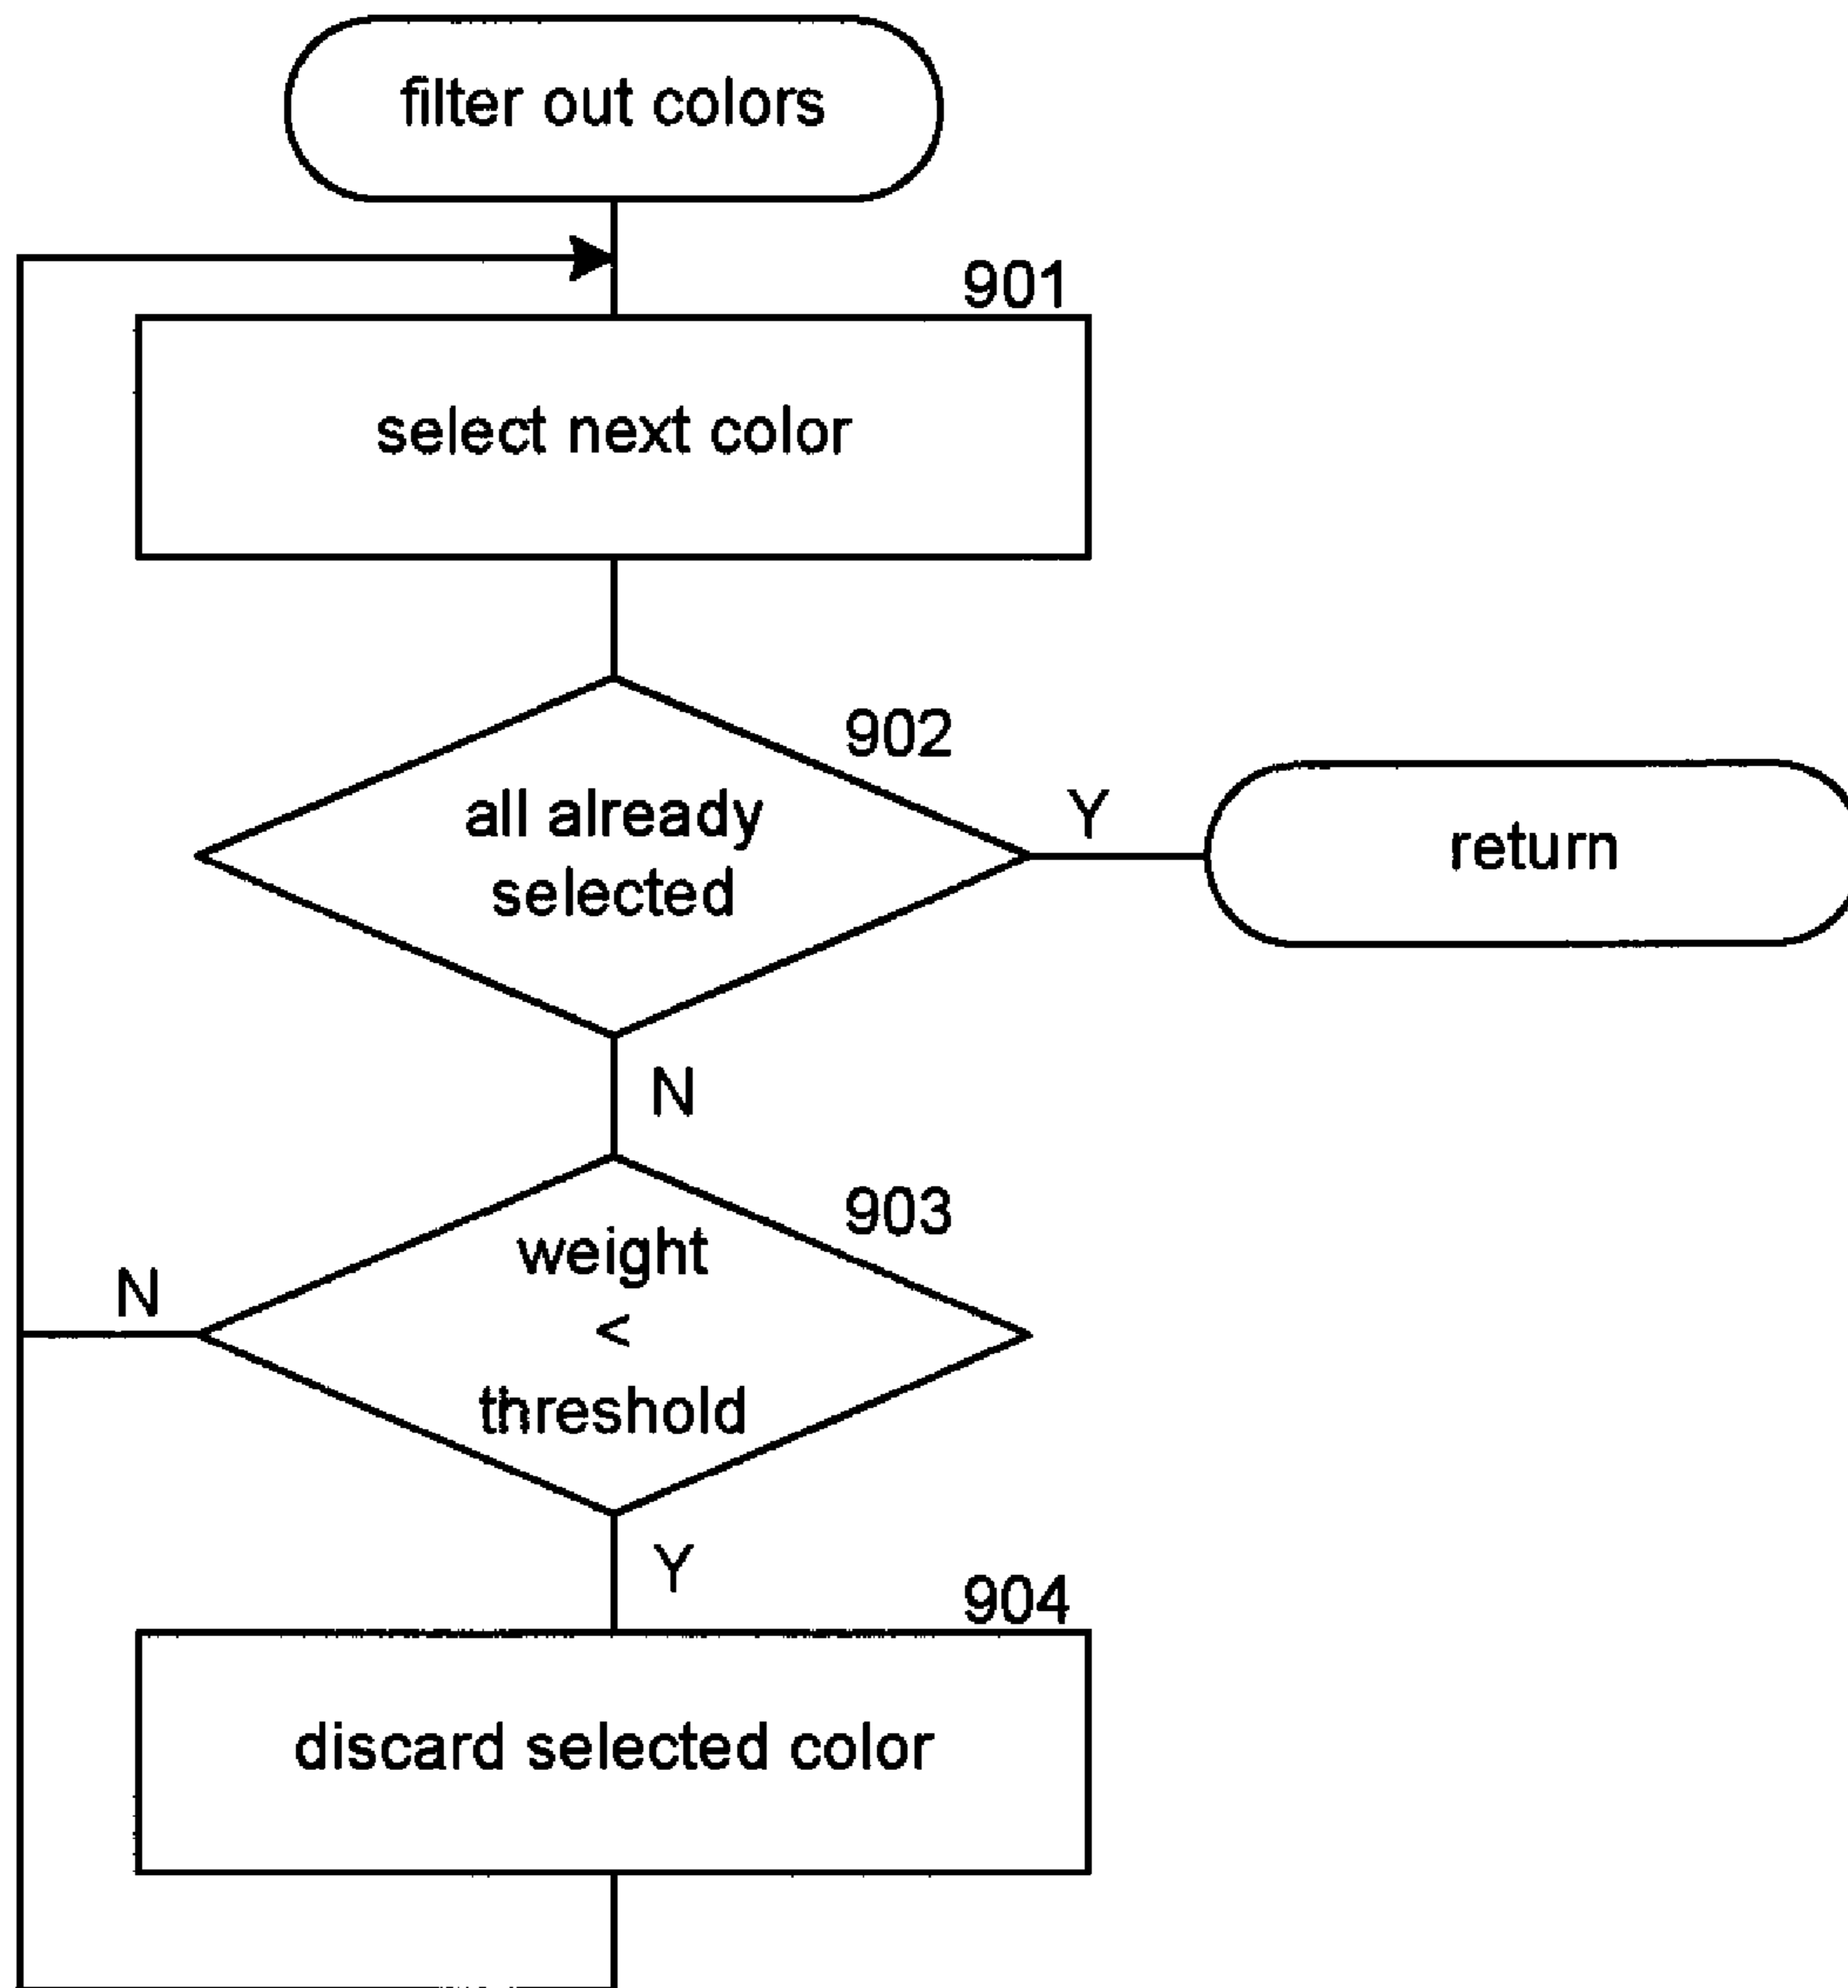 filter out colors
901
select next color
902
all already
selected
Y
return
N
903
weight
<
threshold
N
Y
904
discard selected color